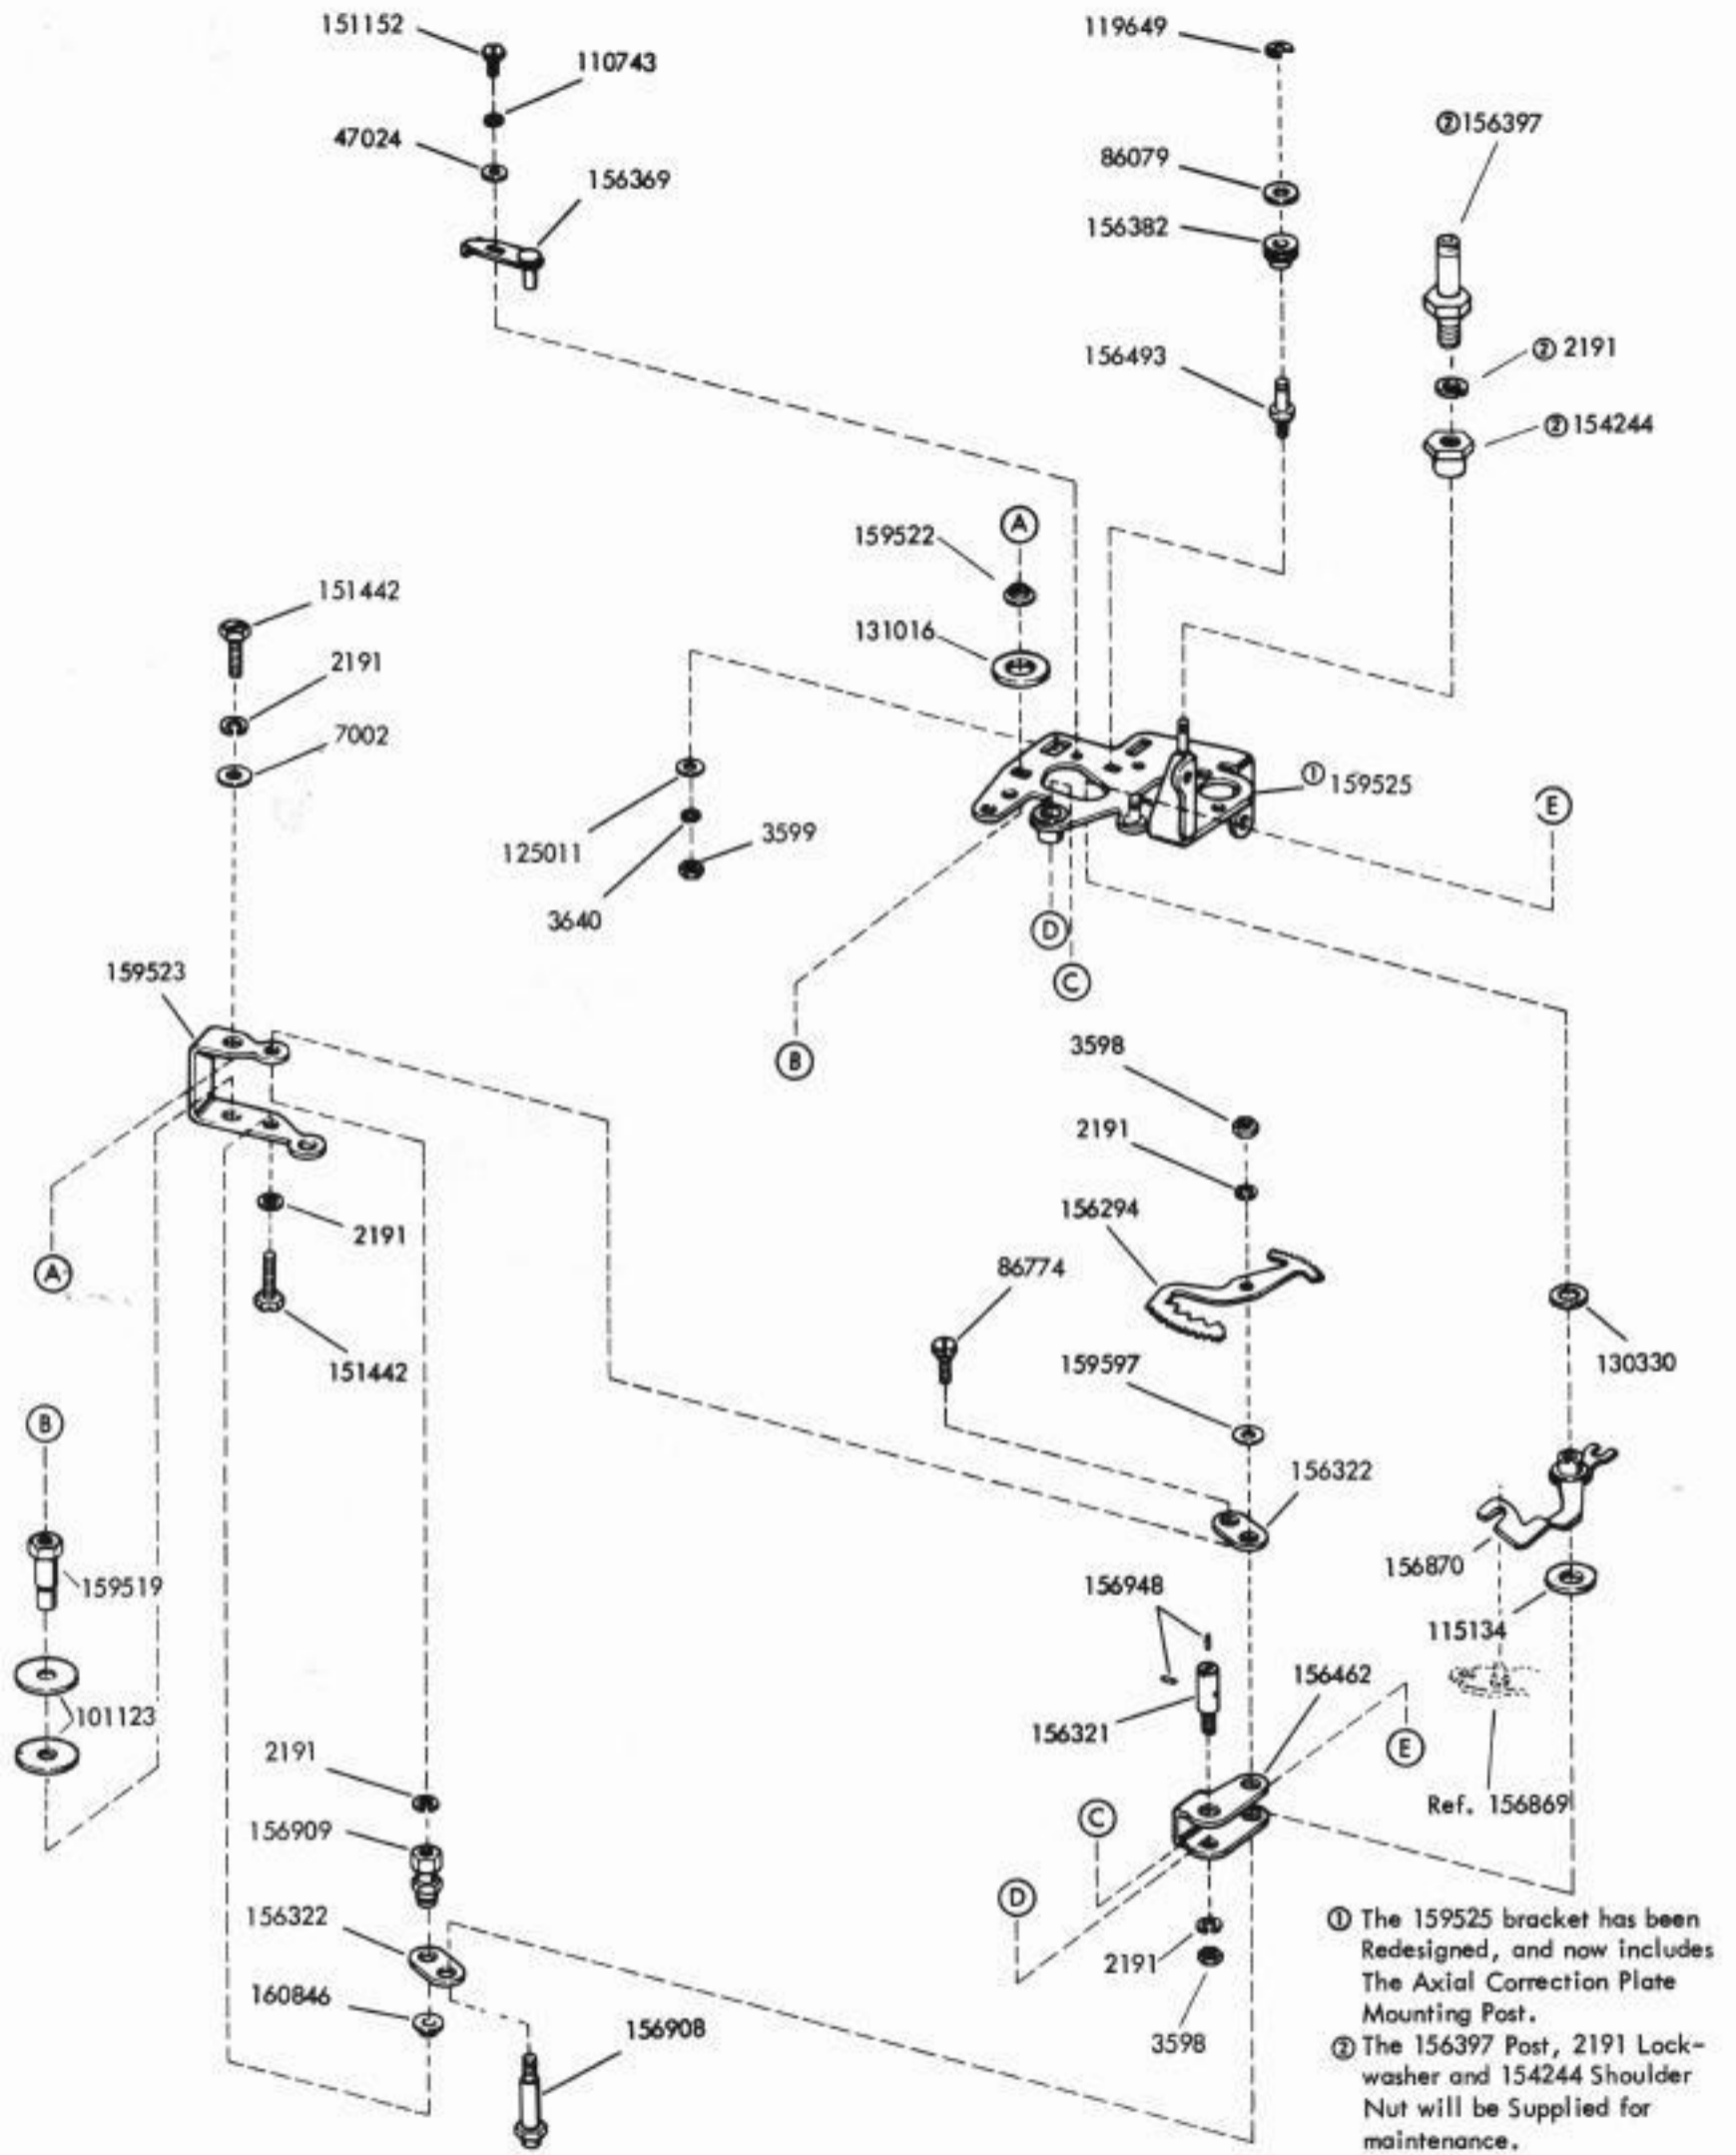 151152
119649
110743
②156397
47024
86079
156369
156382
② 2191
156493
② 154244
A
159522
151442
131016
2191
7002
① 159525
E
3599
125011
3640
D
159523
C
3598
B
2191
156294
2191
86774
A
151442
159597
130330
B
156322
156870
159519
156948
115134
156462
101123
156321
2191
E
Ref. 156869
156909
C
D
156322
① The 159525 bracket has been
Redesigned, and now includes
2191
The Axial Correction Plate
160846
Mounting Post.
156908
3598
② The 156397 Post, 2191 Lock-
washer and 154244 Shoulder
Nut will be Supplied for
maintenance.